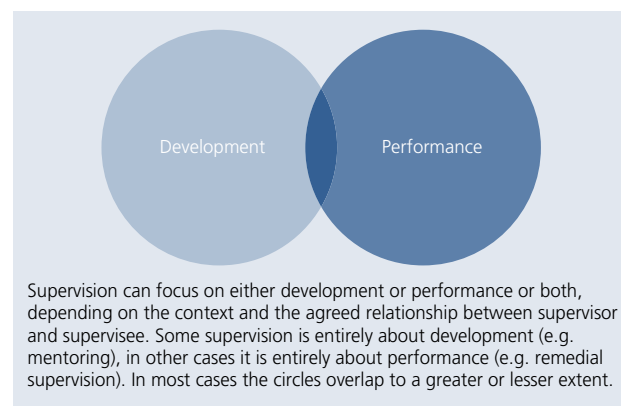 Development
Performance
Supervision can focus on either development or performance or both,
depending on the context and the agreed relationship between supervisor
and supervisee. Some supervision is entirely about development (e.g.
mentoring), in other cases it is entirely about performance (e.g. remedial
supervision). In most cases the circles overlap to a greater or lesser extent.